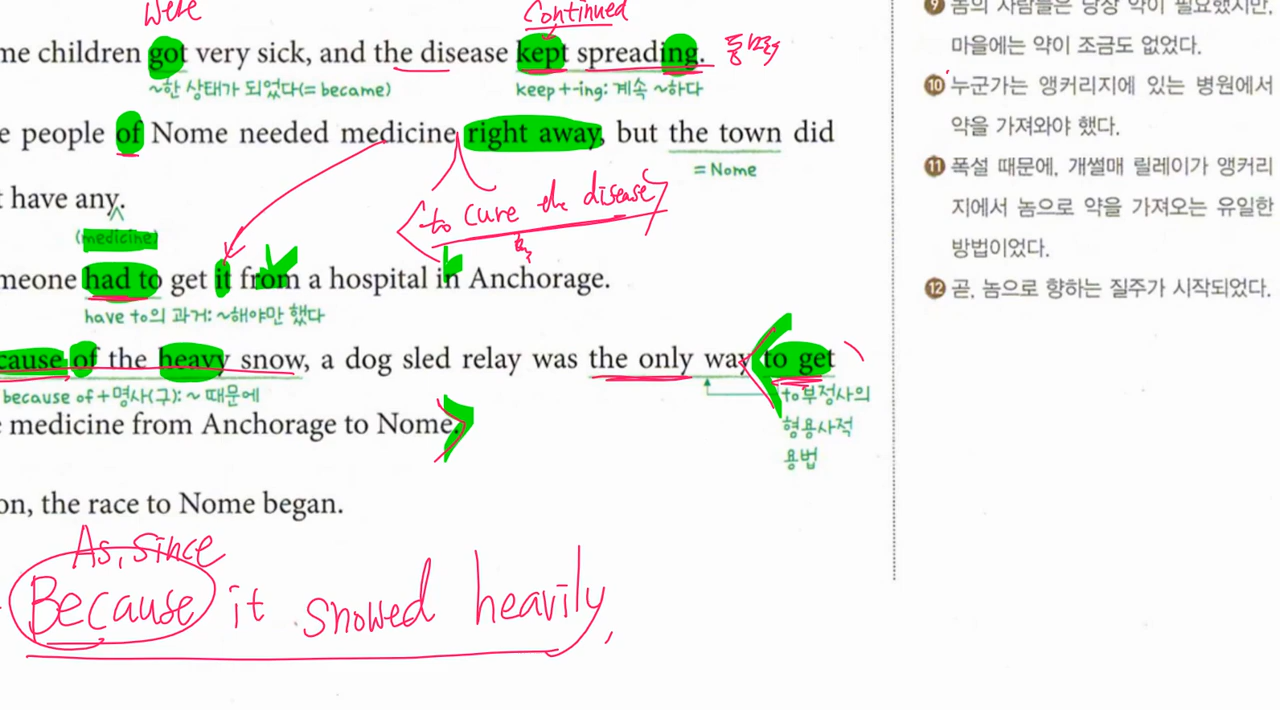 were
continued
me children got very sick, and the disease kept spreading. 동명사
~한 상태가 되었다(= became)
keep+-ing: 계속 ~하다
e people of Nome needed medicine right away, but the town did
= Nome
t have any.
(medicine)
to cure the disease
meone had to get it from a hospital in Anchorage.
have to의 과거: ~해야만 했다
cause of the heavy snow, a dog sled relay was the only way to get
because of+명사(구): ~ 때문에
to부정사의
형용사적
용법
e medicine from Anchorage to Nome.
on, the race to Nome began.
As, since
Because it snowed heavily,
❾ 놈의 사람들은 당장 약이 필요했지만,
마을에는 약이 조금도 없었다.
❿ 누군가는 앵커리지에 있는 병원에서
약을 가져와야 했다.
⓫ 폭설 때문에, 개썰매 릴레이가 앵커리
지에서 놈으로 약을 가져오는 유일한
방법이었다.
⓬ 곧, 놈으로 향하는 질주가 시작되었다.